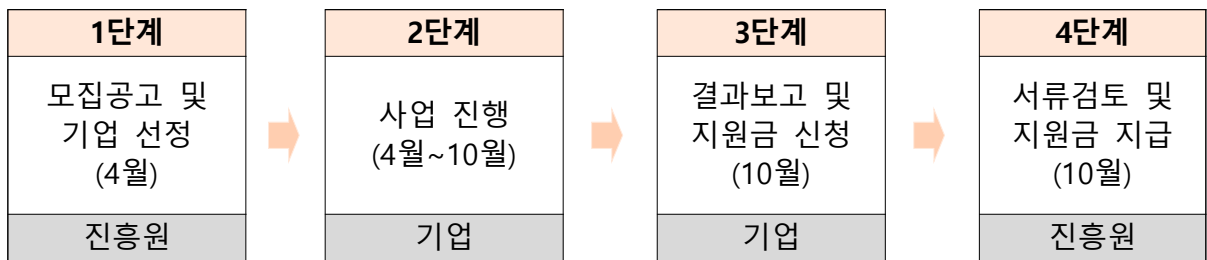 1단계
모집공고 및
기업 선정
(4월)
진흥원
2단계
사업 진행
(4월~10월)
기업
3단계
결과보고 및
지원금 신청
(10월)
기업
4단계
서류검토 및
지원금 지급
(10월)
진흥원